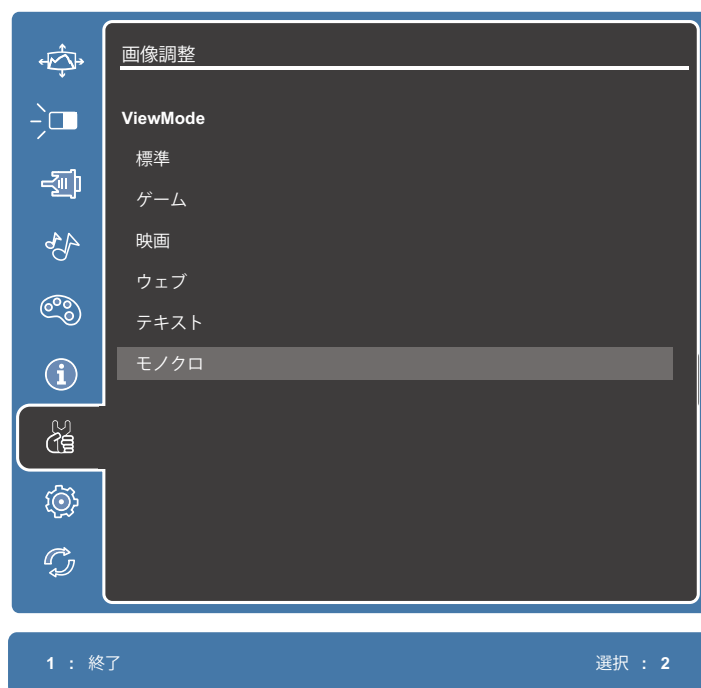 画像調整
ViewMode
標準
ゲーム
映画
ウェブ
テキスト
モノクロ
1 : 終了
選択 : 2